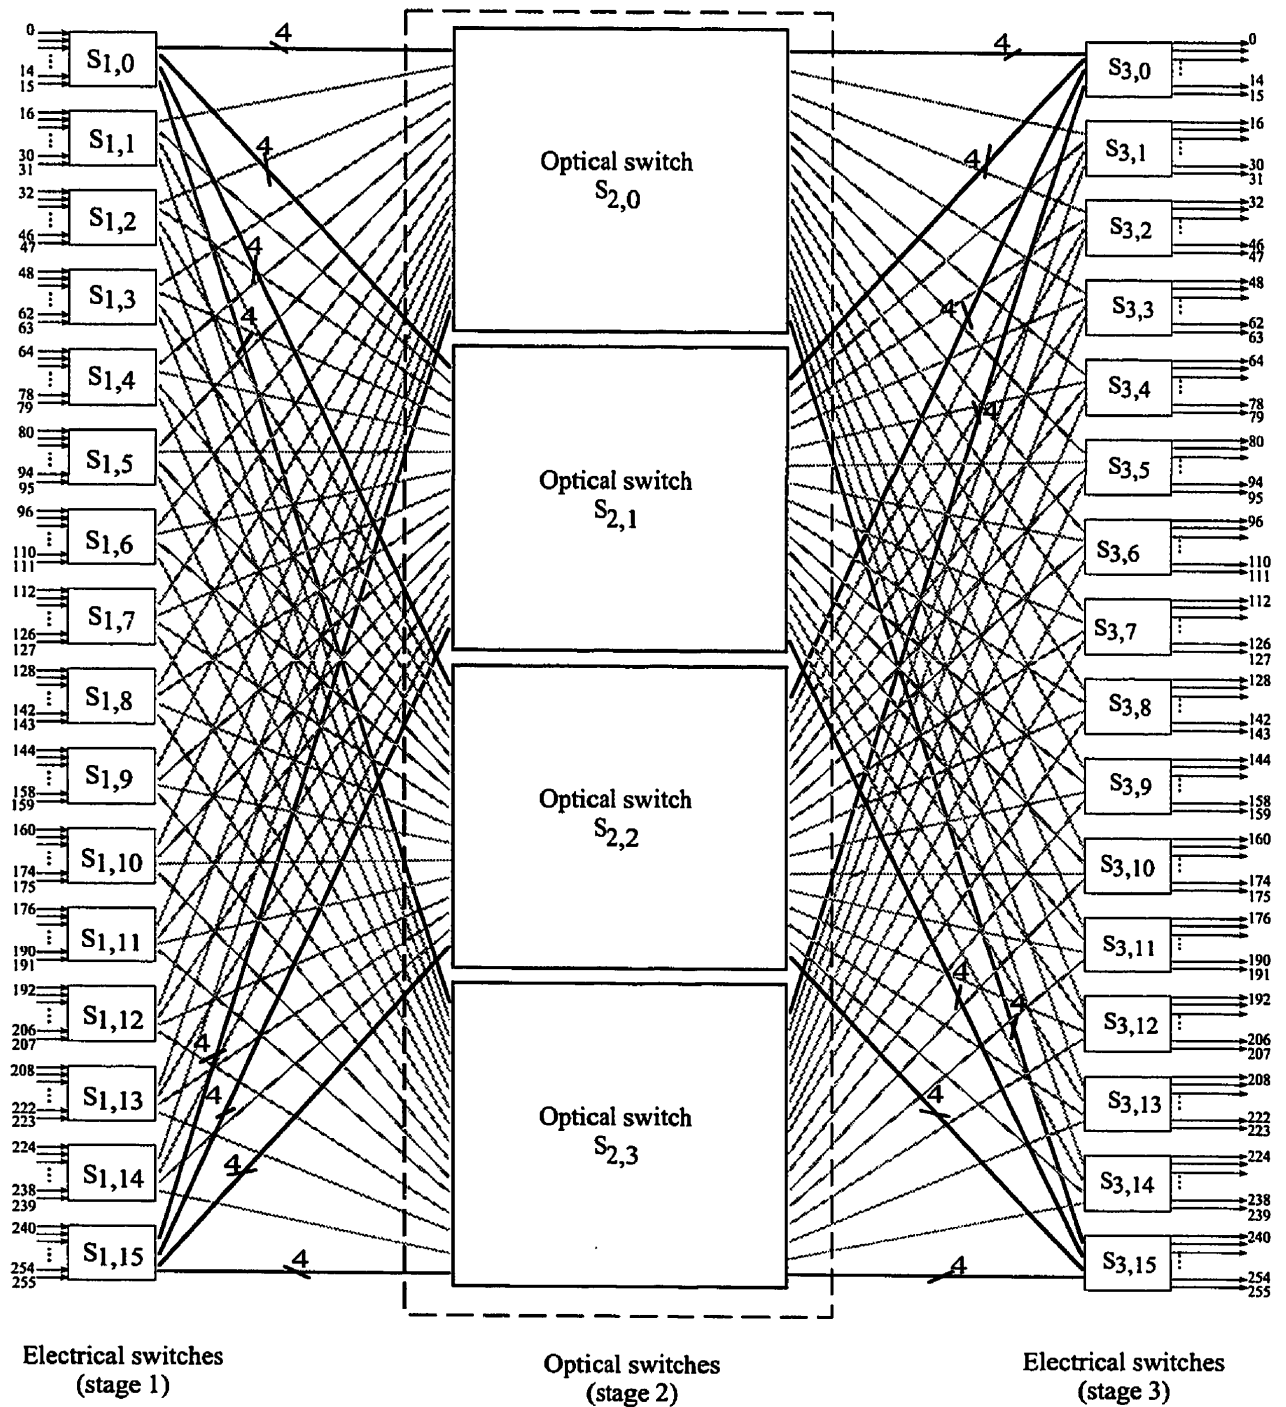 0
S1,0
14
15
16
S1,1
30
31
32
S1,2
46
47
48
S1,3
62
63
64
S1,4
78
79
80
S1,5
94
95
96
S1,6
110
111
112
S1,7
126
127
128
S1,8
142
143
144
S1,9
158
159
160
S1,10
174
175
176
S1,11
190
191
192
S1,12
206
207
208
S1,13
222
223
224
S1,14
238
239
240
S1,15
254
255
4
4
4
4
4
4
4
4
Optical switch
S2,0
Optical switch
S2,1
Optical switch
S2,2
Optical switch
S2,3
4
4
4
4
4
4
4
4
0
S3,0
14
15
16
S3,1
30
31
32
S3,2
46
47
48
S3,3
62
63
64
S3,4
78
79
80
S3,5
94
95
96
S3,6
110
111
112
S3,7
126
127
128
S3,8
142
143
144
S3,9
158
159
160
S3,10
174
175
176
S3,11
190
191
192
S3,12
206
207
208
S3,13
222
223
224
S3,14
238
239
240
S3,15
254
255
Electrical switches
(stage 1)
Optical switches
(stage 2)
Electrical switches
(stage 3)